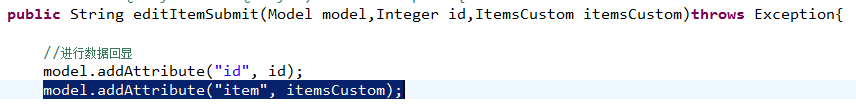 public String editItemSubmit(Model model,Integer id,ItemsCustom itemsCustom)throws Exception{
//进行数据回显
model.addAttribute("id", id);
model.addAttribute("item", itemsCustom);